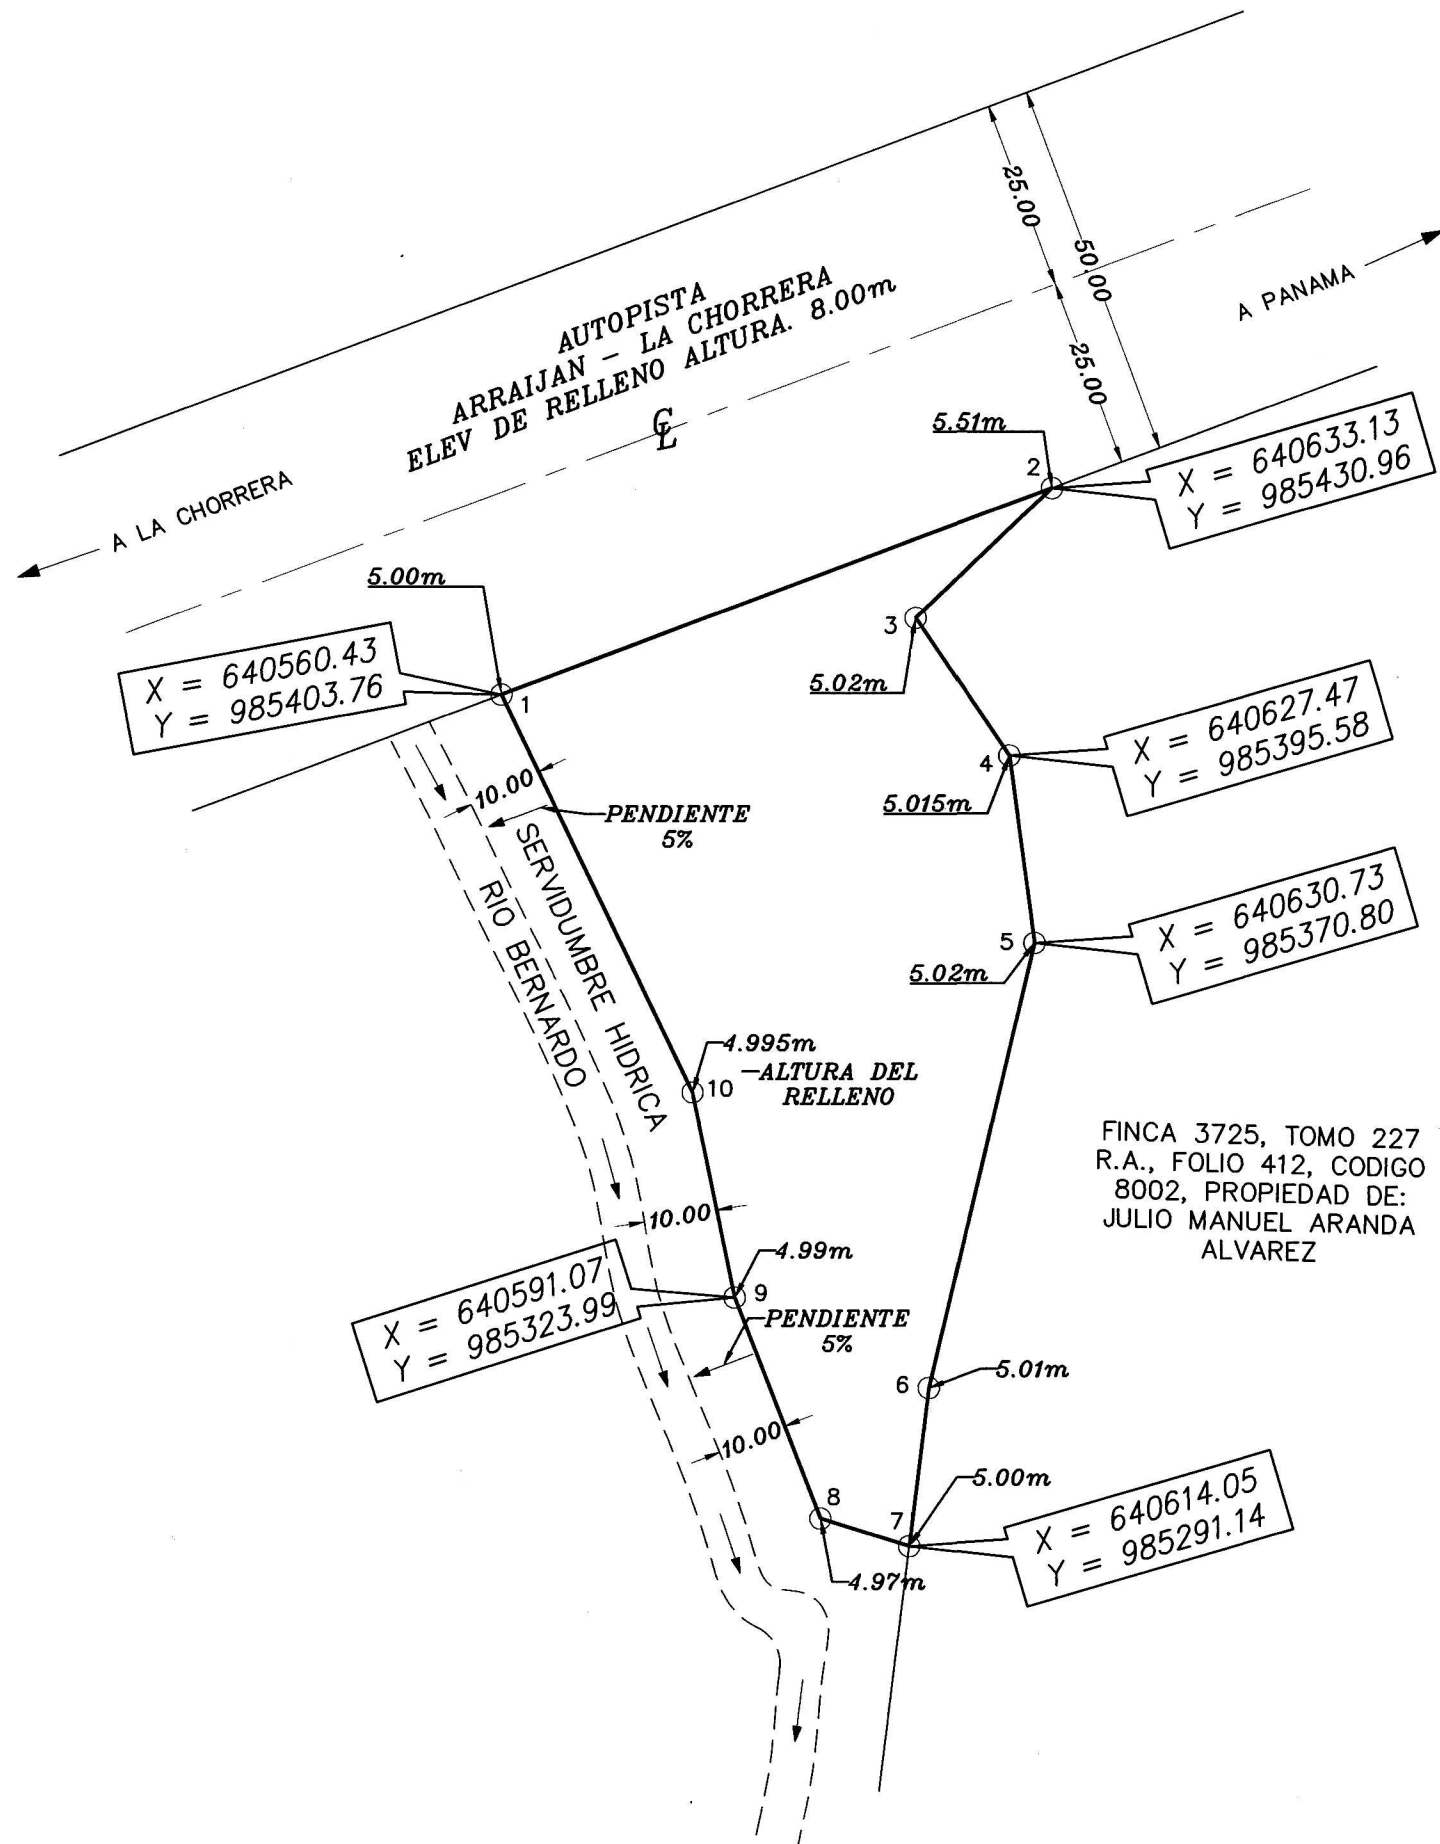 25.00
50.00
25.00
A PANAMA
AUTOPISTA
ARRAIJAN - LA CHORRERA
ELEV DE RELLENO ALTURA. 8.00m
CL
A LA CHORRERA
5.51m
2
X = 640633.13
Y = 985430.96
5.00m
X = 640560.43
Y = 985403.76
1
3
5.02m
4
5.015m
X = 640627.47
Y = 985395.58
10.00
PENDIENTE
5%
SERVIDUMBRE HIDRICA
RIO BERNARDO
5
5.02m
X = 640630.73
Y = 985370.80
4.995m
10
ALTURA DEL
RELLENO
FINCA 3725, TOMO 227
R.A., FOLIO 412, CODIGO
8002, PROPIEDAD DE:
JULIO MANUEL ARANDA
ALVAREZ
10.00
4.99m
9
X = 640591.07
Y = 985323.99
PENDIENTE
5%
6
5.01m
10.00
8
4.97m
7
5.00m
X = 640614.05
Y = 985291.14